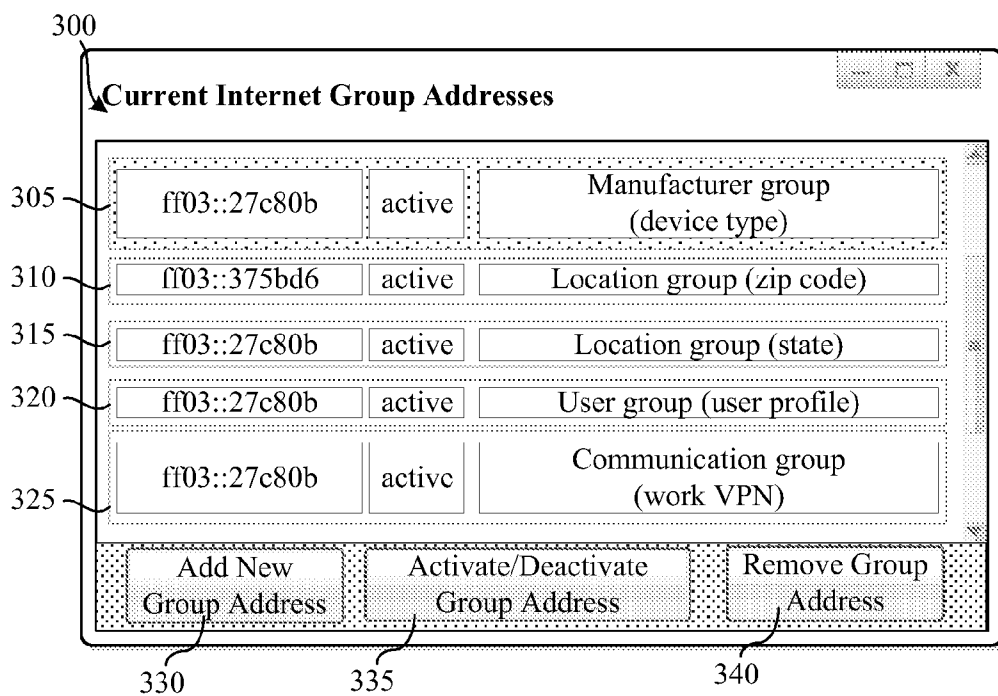 300
Current Internet Group Addresses
305
ff03::27c80b active Manufacturer group
(device type)
310
ff03::375bd6 active Location group (zip code)
315
ff03::27c80b active Location group (state)
320
ff03::27c80b active User group (user profile)
325
ff03::27c80b active Communication group
(work VPN)
Add New
Group Address
Activate/Deactivate
Group Address
Remove Group
Address
330
335
340